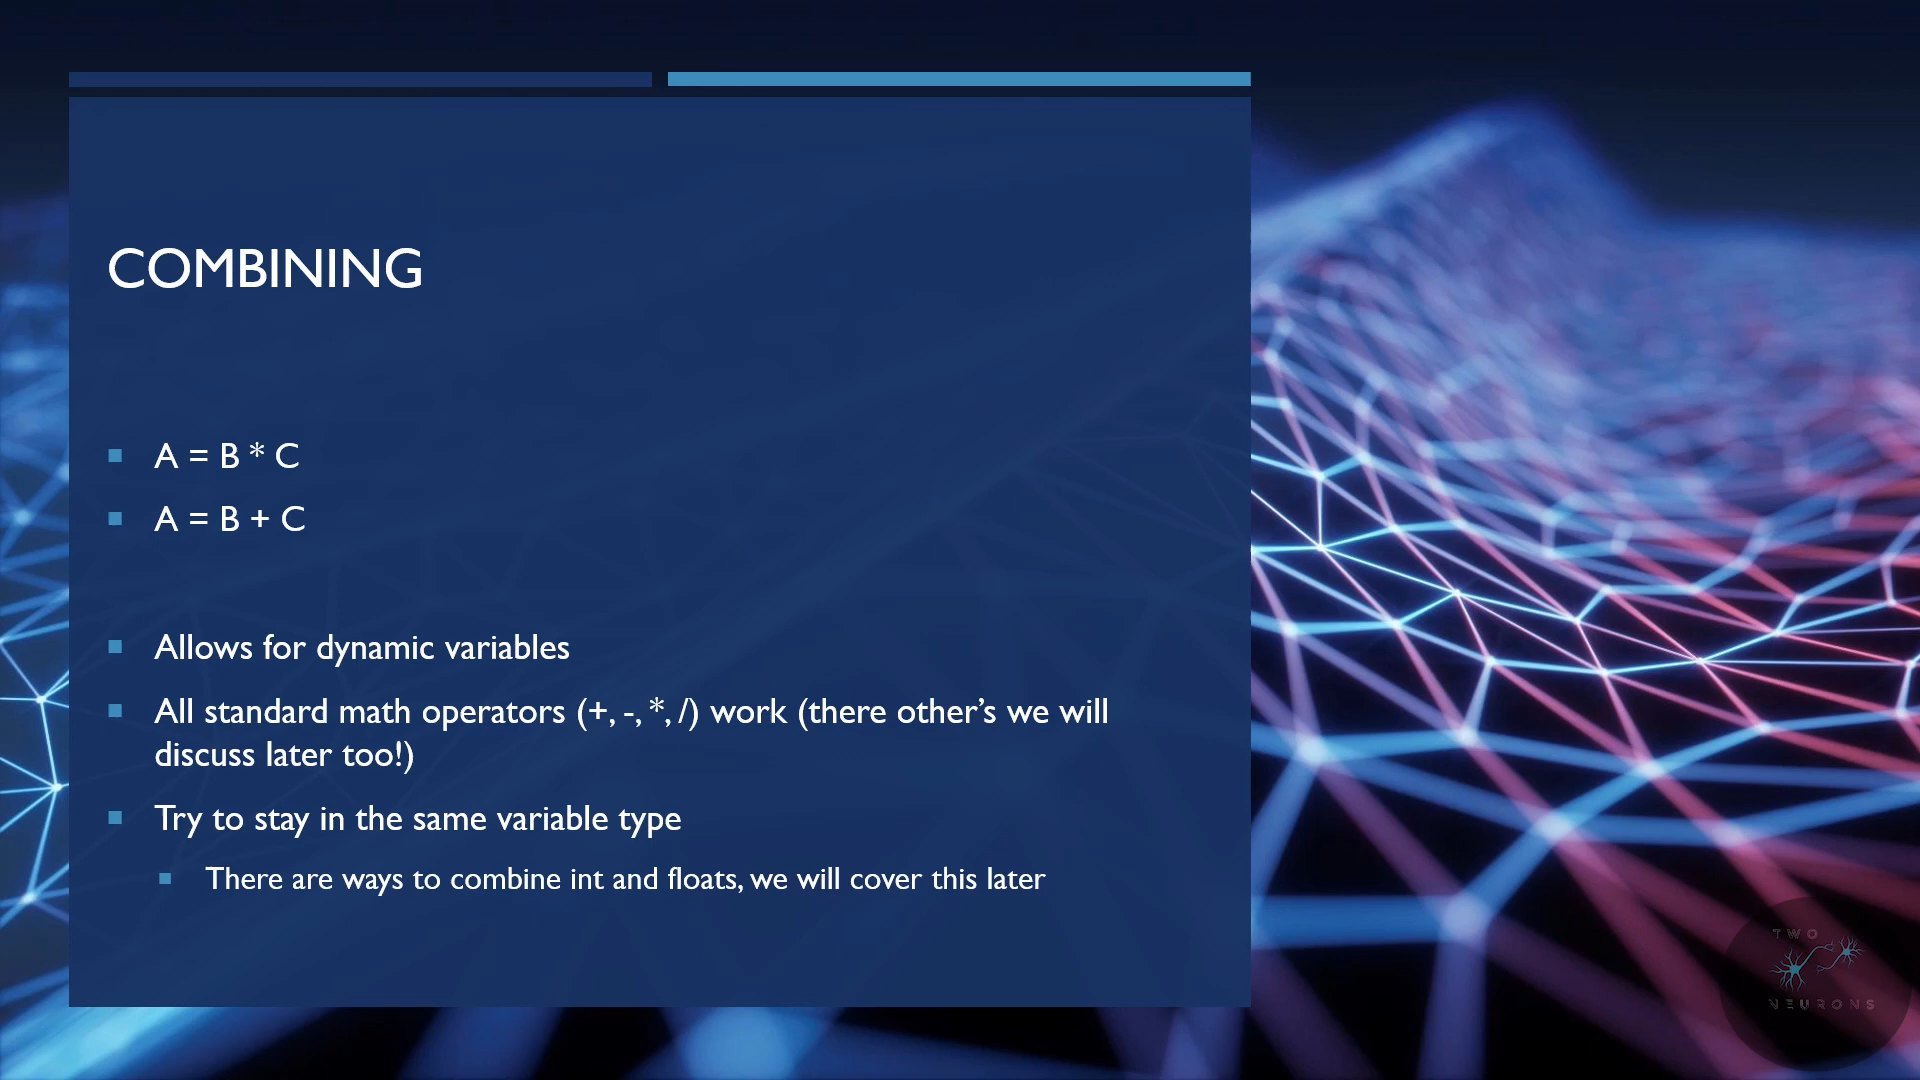 COMBINING
A = B * C
A = B + C
Allows for dynamic variables
All standard math operators (+, -, *, /) work (there other’s we will
discuss later too!)
Try to stay in the same variable type
There are ways to combine int and floats, we will cover this later
TWO
NEURONS